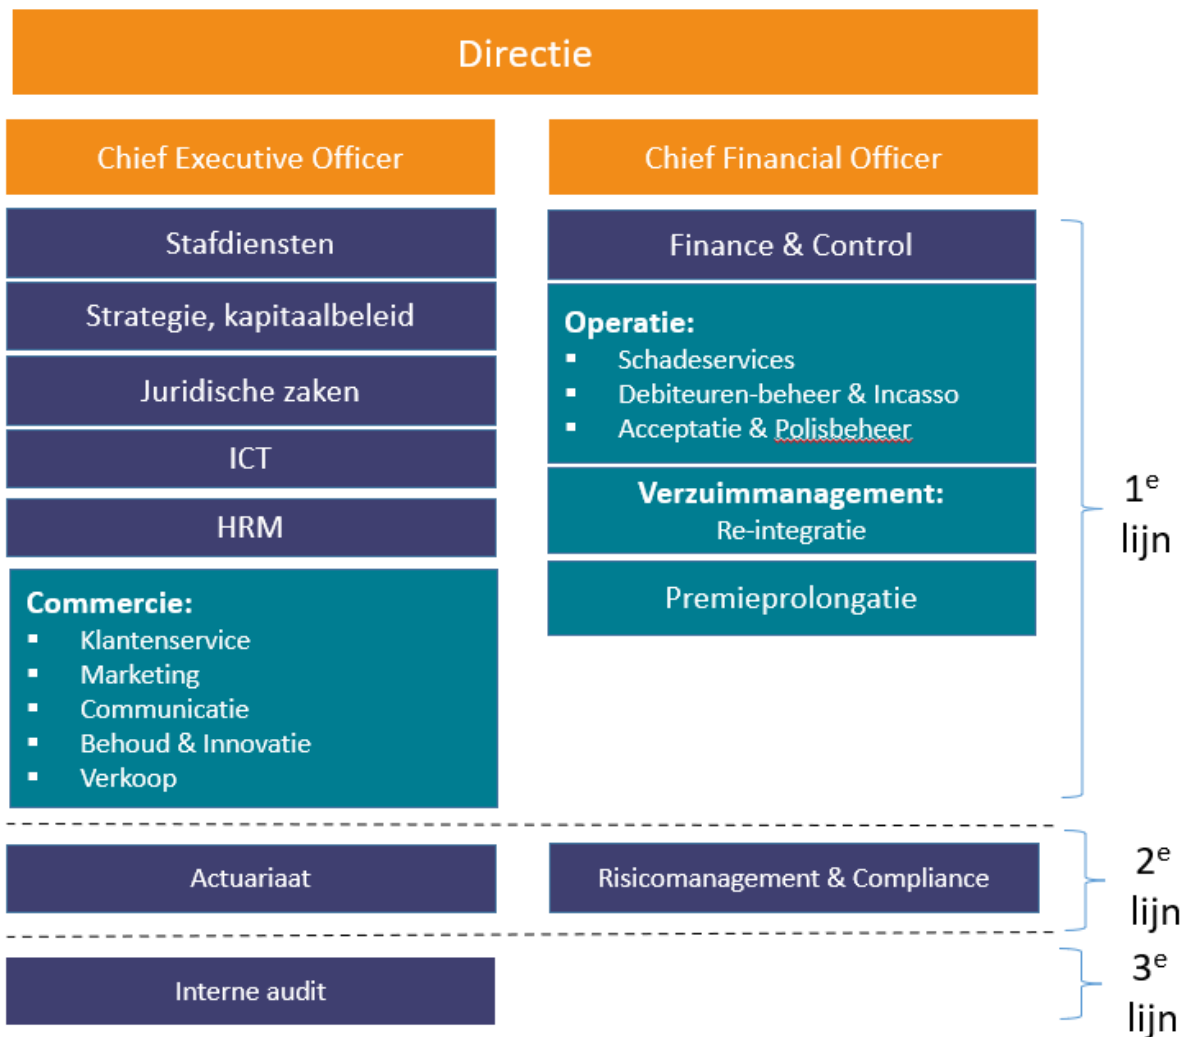 Directie
Chief Executive Officer
Stafdiensten
Strategie, kapitaalbeleid
Juridische zaken
ICT
HRM
Commercie:
▪ Klantenservice
▪ Marketing
▪ Communicatie
▪ Behoud & Innovatie
▪ Verkoop
Chief Financial Officer
Finance & Control
Operatie:
▪ Schadeservices
▪ Debiteuren-beheer & Incasso
▪ Acceptatie & Polisbeheer
Verzuimmanagement:
Re-integratie
Premieprolongatie
1e
lijn
Actuariaat
Risicomanagement & Compliance
2e
lijn
Interne audit
3e
lijn